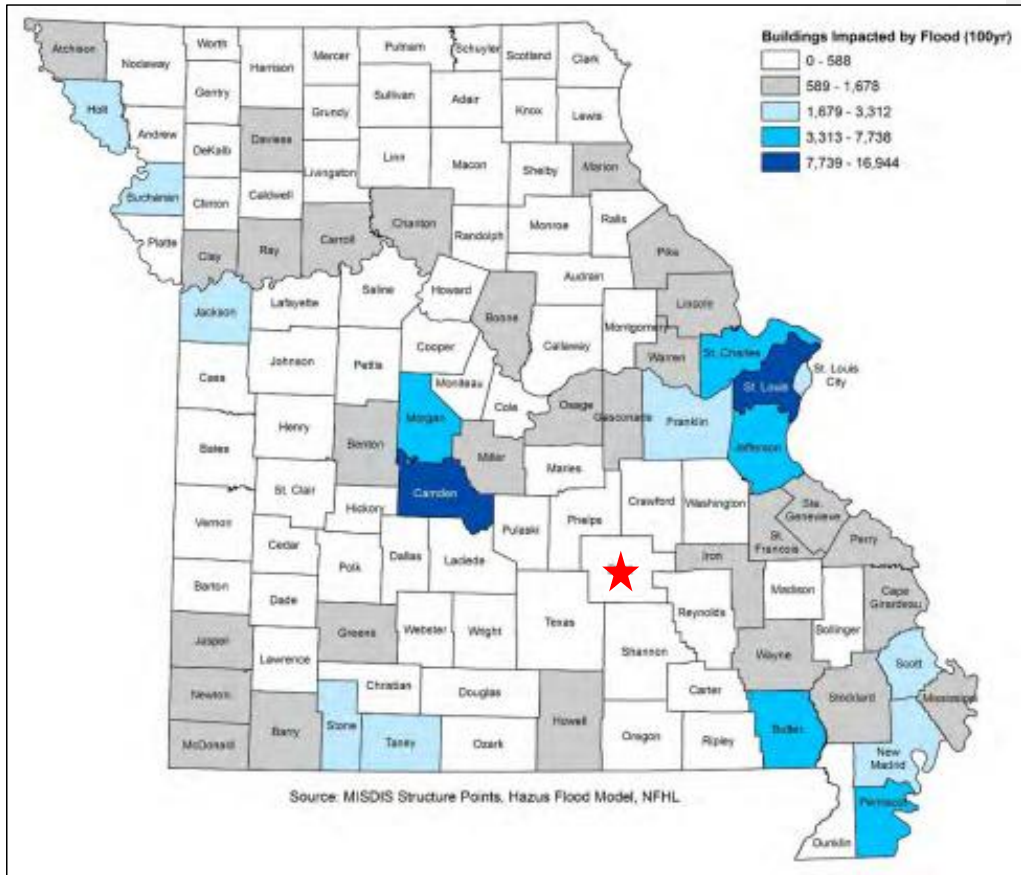 Buildings Impacted by Flood (100yr)
0 - 588
589 - 1,678
1,679 - 3,312
3,313 - 7,738
7,739 - 16,944
Atchison
Nodaway
Worth
Harrison
Mercer
Putnam
Schuyler
Scotland
Clark
Gentry
Sullivan
Adair
Knox
Lewis
Holt
Andrew
Grundy
DeKalb
Daviess
Linn
Macon
Shelby
Marion
Livingston
Buchanan
Clinton
Caldwell
Chariton
Monroe
Ralls
Platte
Clay
Ray
Carroll
Randolph
Pike
Audrain
Saline
Howard
Lincoln
Jackson
Lafayette
Boone
Montgomery
Callaway
Warren
St. Charles
Cooper
Johnson
Pettis
Cass
Moniteau
St. Louis
St. Louis
City
Cole
Osage
Gasconade
Franklin
Morgan
Henry
Benton
Jefferson
Bates
Miller
Maries
Camden
St. Clair
Hickory
Crawford
Washington
Phelps
Pulaski
Ste.
Genevieve
Vernon
St.
Francois
Cedar
Dallas
Laclede
Perry
Polk
Iron
Barton
Madison
Cape
Girardeau
Dade
Reynolds
Texas
Bollinger
Jasper
Greene
Webster
Wright
Shannon
Wayne
Lawrence
Scott
Christian
Douglas
Carter
Stoddard
Mississippi
Newton
Howell
Stone
Barry
Butler
McDonald
Taney
Ozark
Oregon
Ripley
New
Madrid
Source: MISDIS Structure Points, Hazus Flood Model, NFHL
Pemiscot
Dunklin